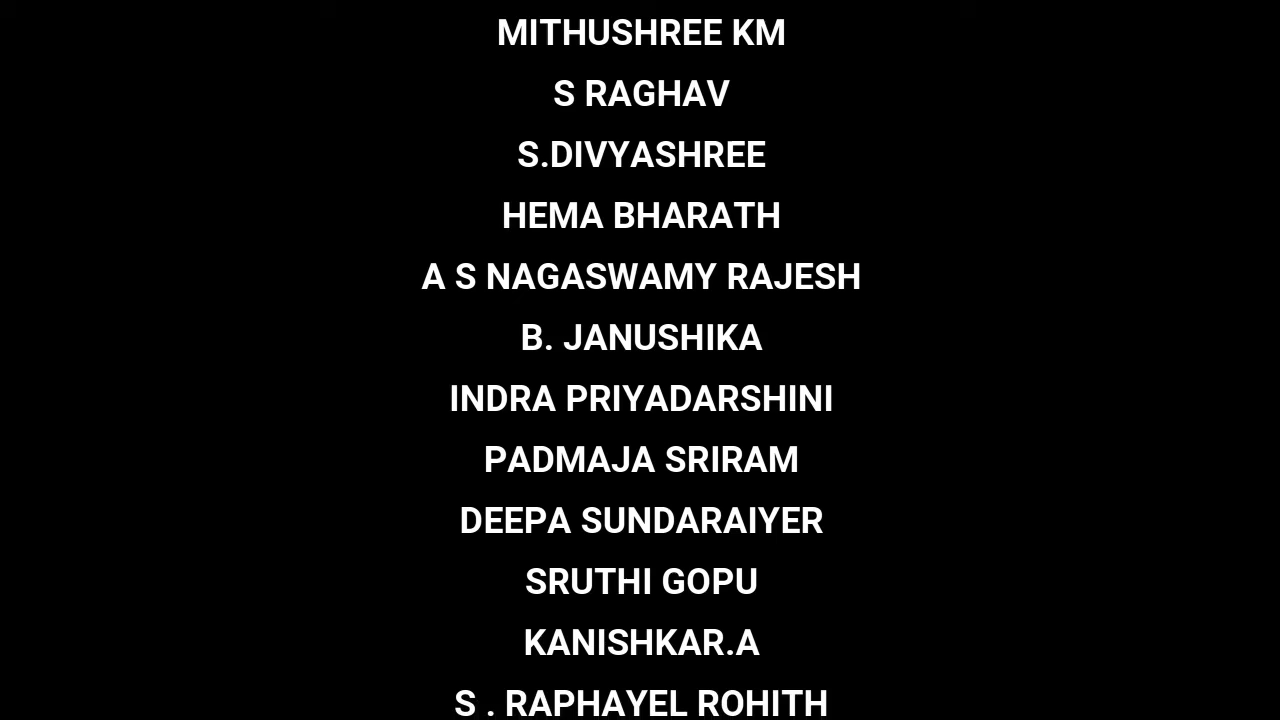 MITHUSHREE KM
S RAGHAV
S.DIVYASHREE
HEMA BHARATH
A S NAGASWAMY RAJESH
B. JANUSHIKA
INDRA PRIYADARSHINI
PADMAJA SRIRAM
DEEPA SUNDARAIYER
SRUTHI GOPU
KANISHKAR.A
S . RAPHAYEL ROHITH